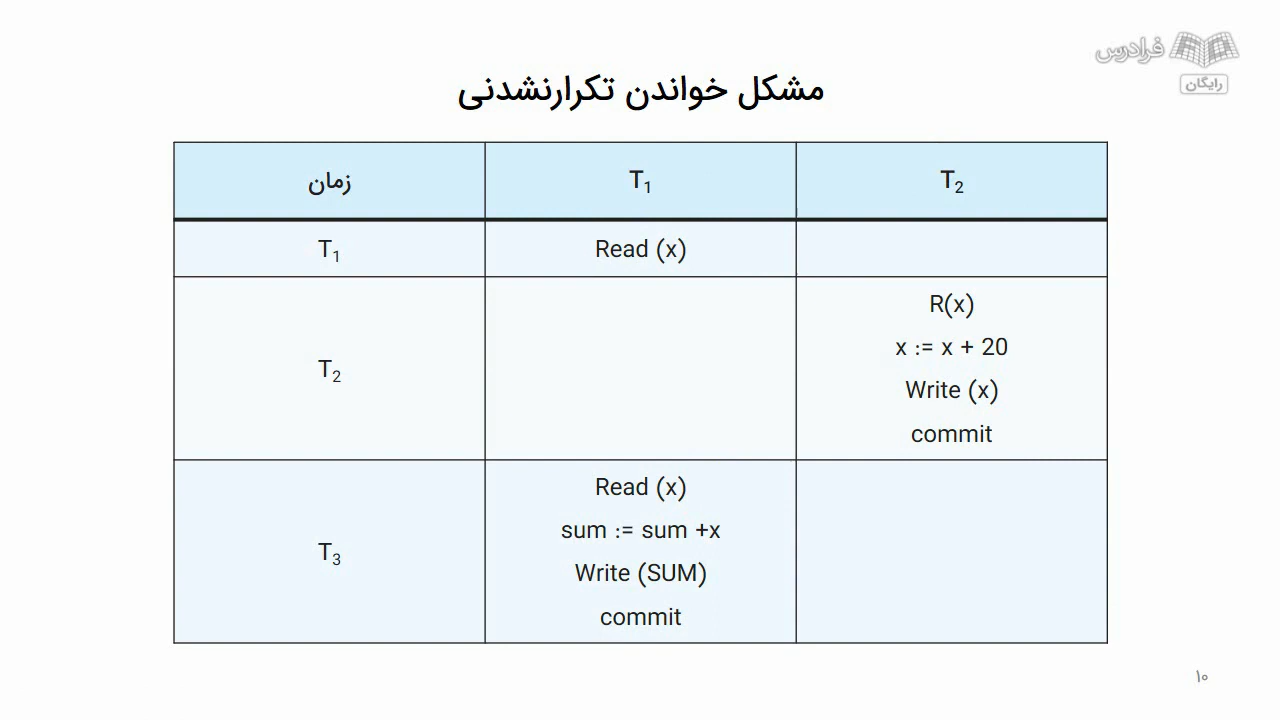 فرادرس
رایگان
مشکل خواندن تکرارنشدنی
زمان T₁ T₂
T₁ Read (x)
T₂
R(x)
x := x + 20
Write (x)
commit
T₃
Read (x)
sum := sum +x
Write (SUM)
commit
۱۰